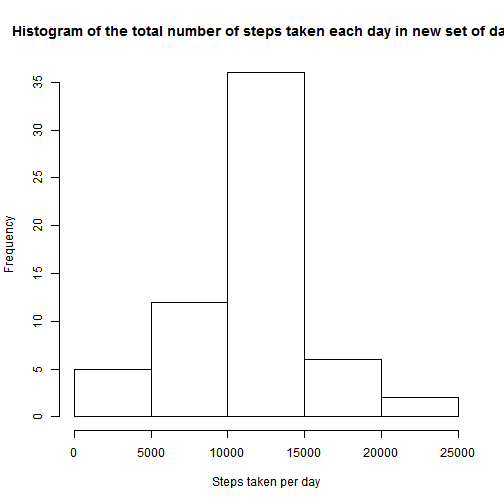 Histogram of the total number of steps taken each day in new set of da
Frequency
0
5
10
15
20
25
30
35
0 5000 10000 15000 20000 25000
Steps taken per day